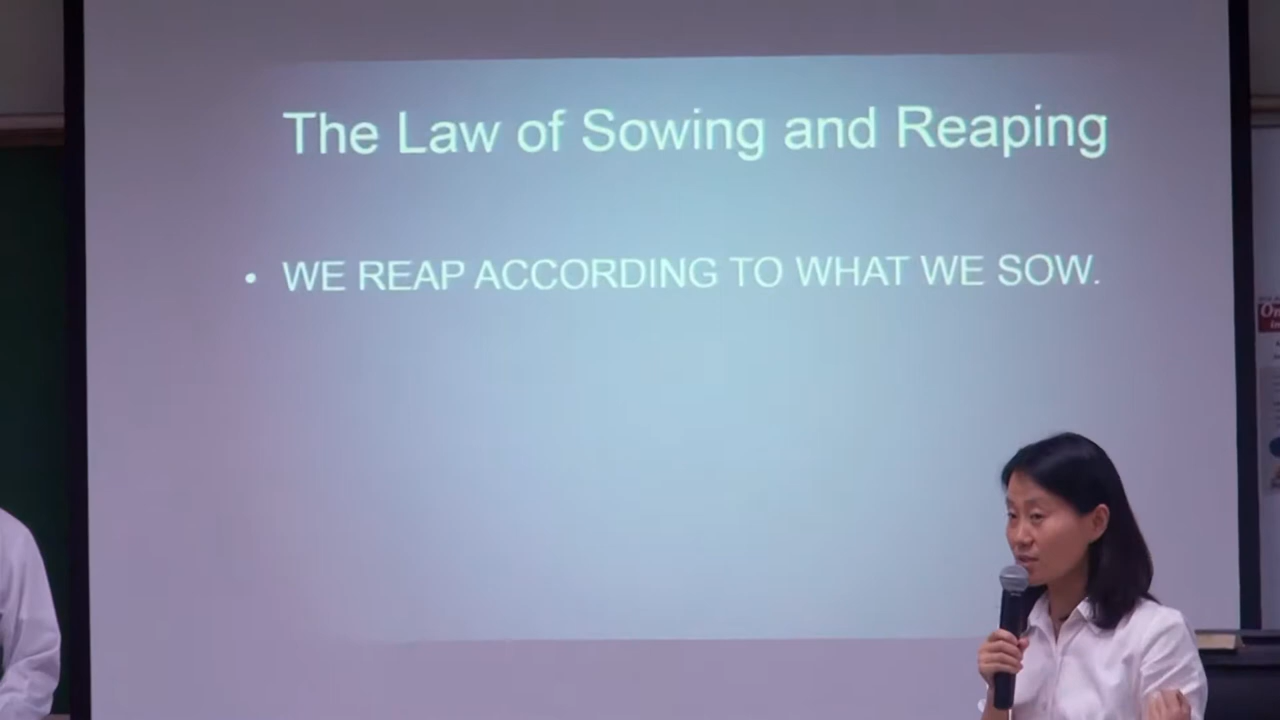 The Law of Sowing and Reaping
• WE REAP ACCORDING TO WHAT WE SOW.